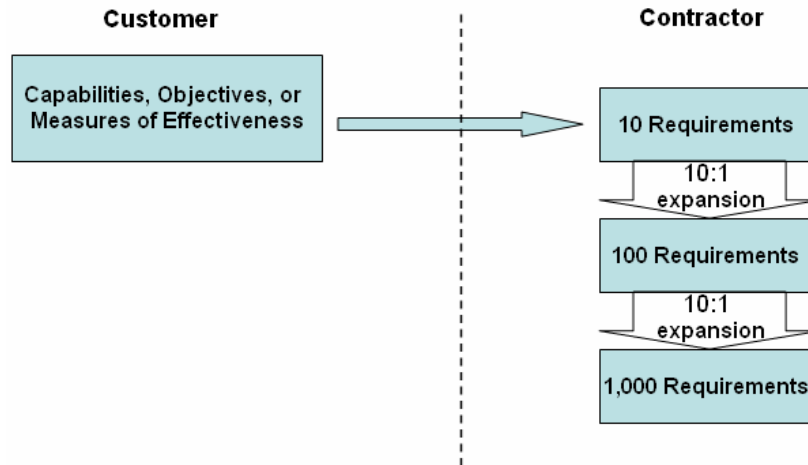 Customer
Contractor
Capabilities, Objectives, or
Measures of Effectiveness
10 Requirements
10:1
expansion
100 Requirements
10:1
expansion
1,000 Requirements